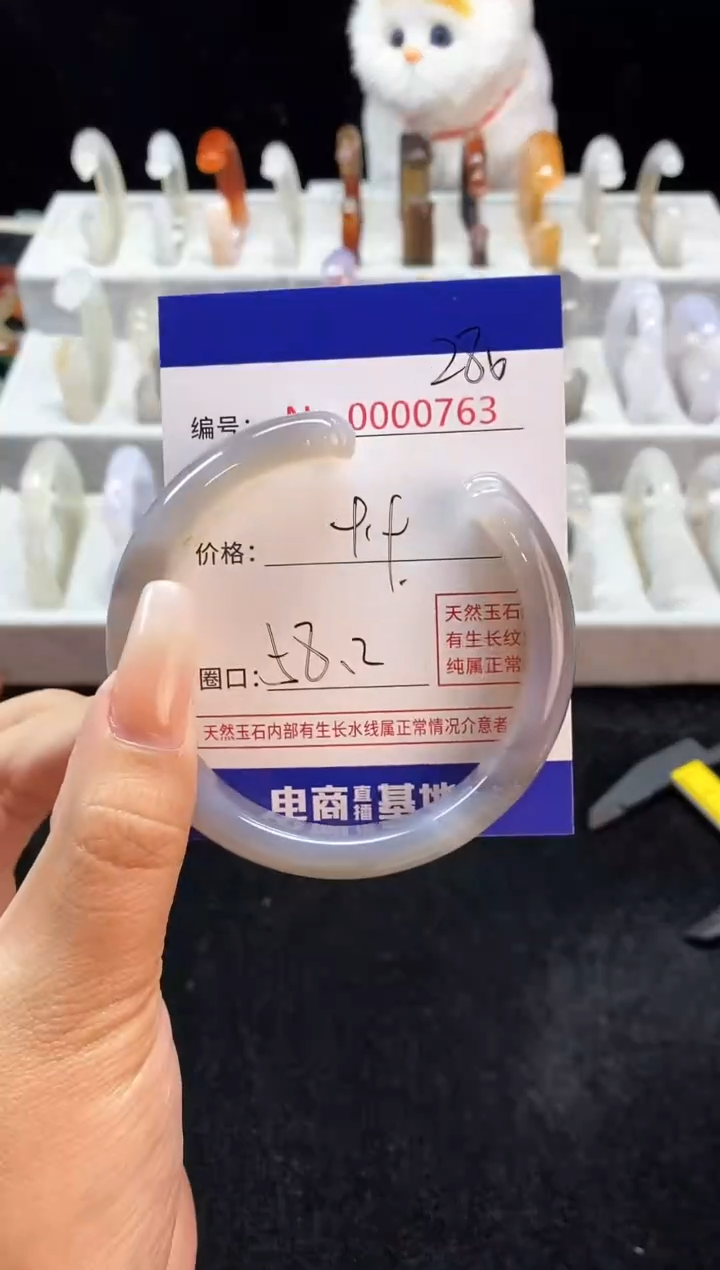 286
编号: No 0000763
价格:
圈口: 58.2
天然玉石
有生长纹
纯属正常
天然玉石内部有生长水线属正常情况介意者
电商直播基地